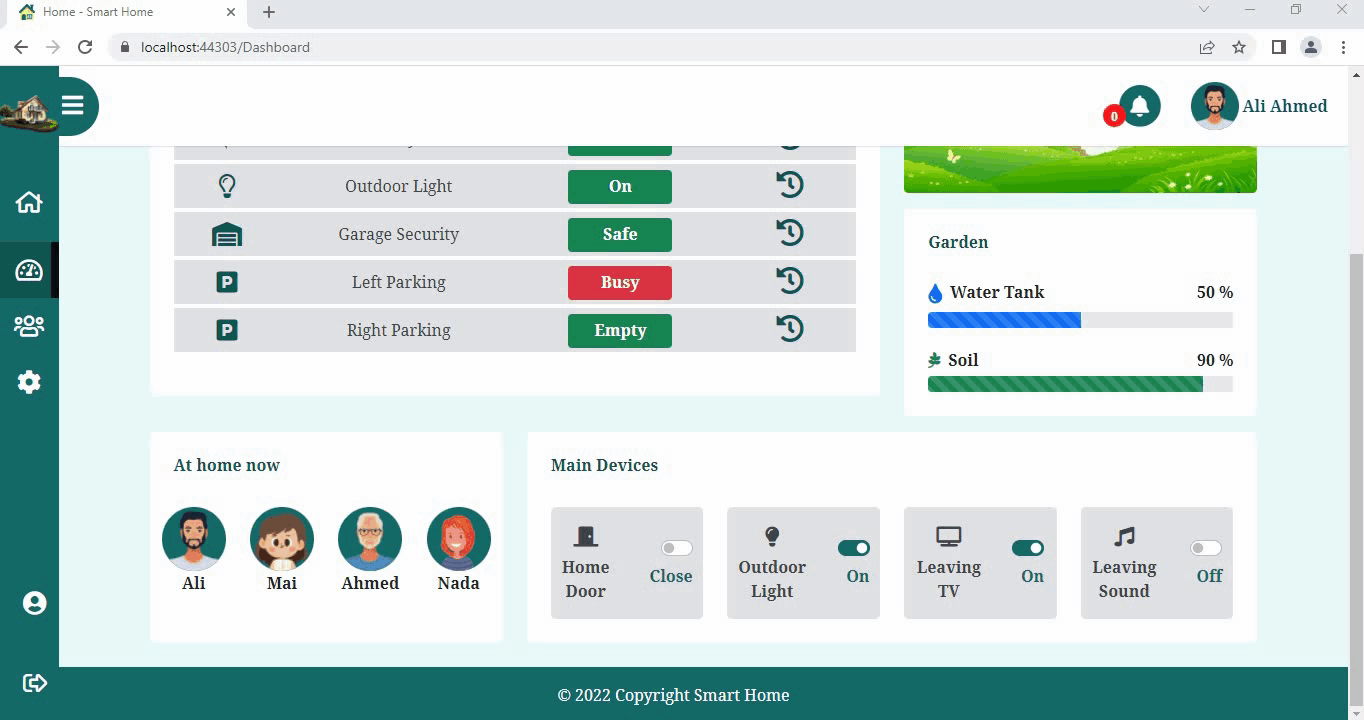 Home - Smart Home
localhost:44303/Dashboard
0
Ali Ahmed
Outdoor Light
On
Garage Security
Safe
P
Left Parking
Busy
P
Right Parking
Empty
Garden
Water Tank
50 %
Soil
90 %
At home now
Ali
Mai
Ahmed
Nada
Main Devices
Home
Door
Close
Outdoor
Light
On
Leaving
TV
On
Leaving
Sound
Off
© 2022 Copyright Smart Home